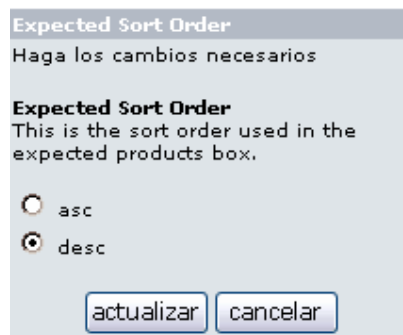 Expected Sort Order
Haga los cambios necesarios
Expected Sort Order
This is the sort order used in the
expected products box.
asc
desc
actualizar cancelar